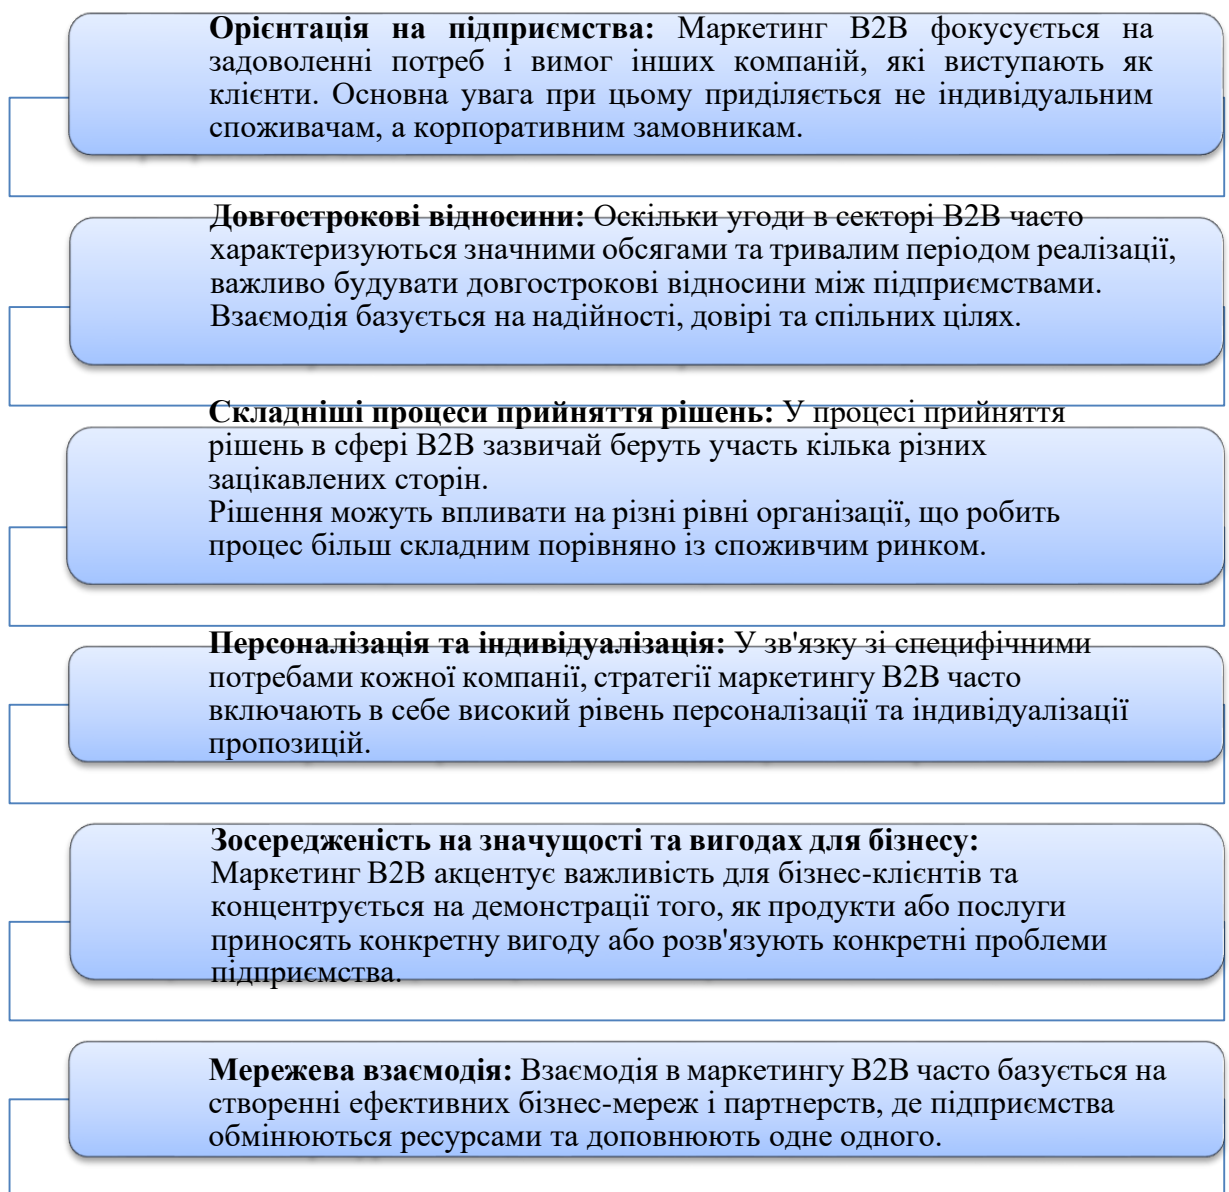 Орієнтація на підприємства: Маркетинг B2B фокусується на
задоволенні потреб і вимог інших компаній, які виступають як
клієнти. Основна увага при цьому приділяється не індивідуальним
споживачам, а корпоративним замовникам.
Довгострокові відносини: Оскільки угоди в секторі B2B часто
характеризуються значними обсягами та тривалим періодом реалізації,
важливо будувати довгострокові відносини між підприємствами.
Взаємодія базується на надійності, довірі та спільних цілях.
Складніші процеси прийняття рішень: У процесі прийняття
рішень в сфері B2B зазвичай беруть участь кілька різних
зацікавлених сторін.
Рішення можуть впливати на різні рівні організації, що робить
процес більш складним порівняно із споживчим ринком.
Персоналізація та індивідуалізація: У зв'язку зі специфічними
потребами кожної компанії, стратегії маркетингу B2B часто
включають в себе високий рівень персоналізації та індивідуалізації
пропозицій.
Зосередженість на значущості та вигодах для бізнесу:
Маркетинг B2B акцентує важливість для бізнес-клієнтів та
концентрується на демонстрації того, як продукти або послуги
приносять конкретну вигоду або розв'язують конкретні проблеми
підприємства.
Мережева взаємодія: Взаємодія в маркетингу B2B часто базується на
створенні ефективних бізнес-мереж і партнерств, де підприємства
обмінюються ресурсами та доповнюють одне одного.